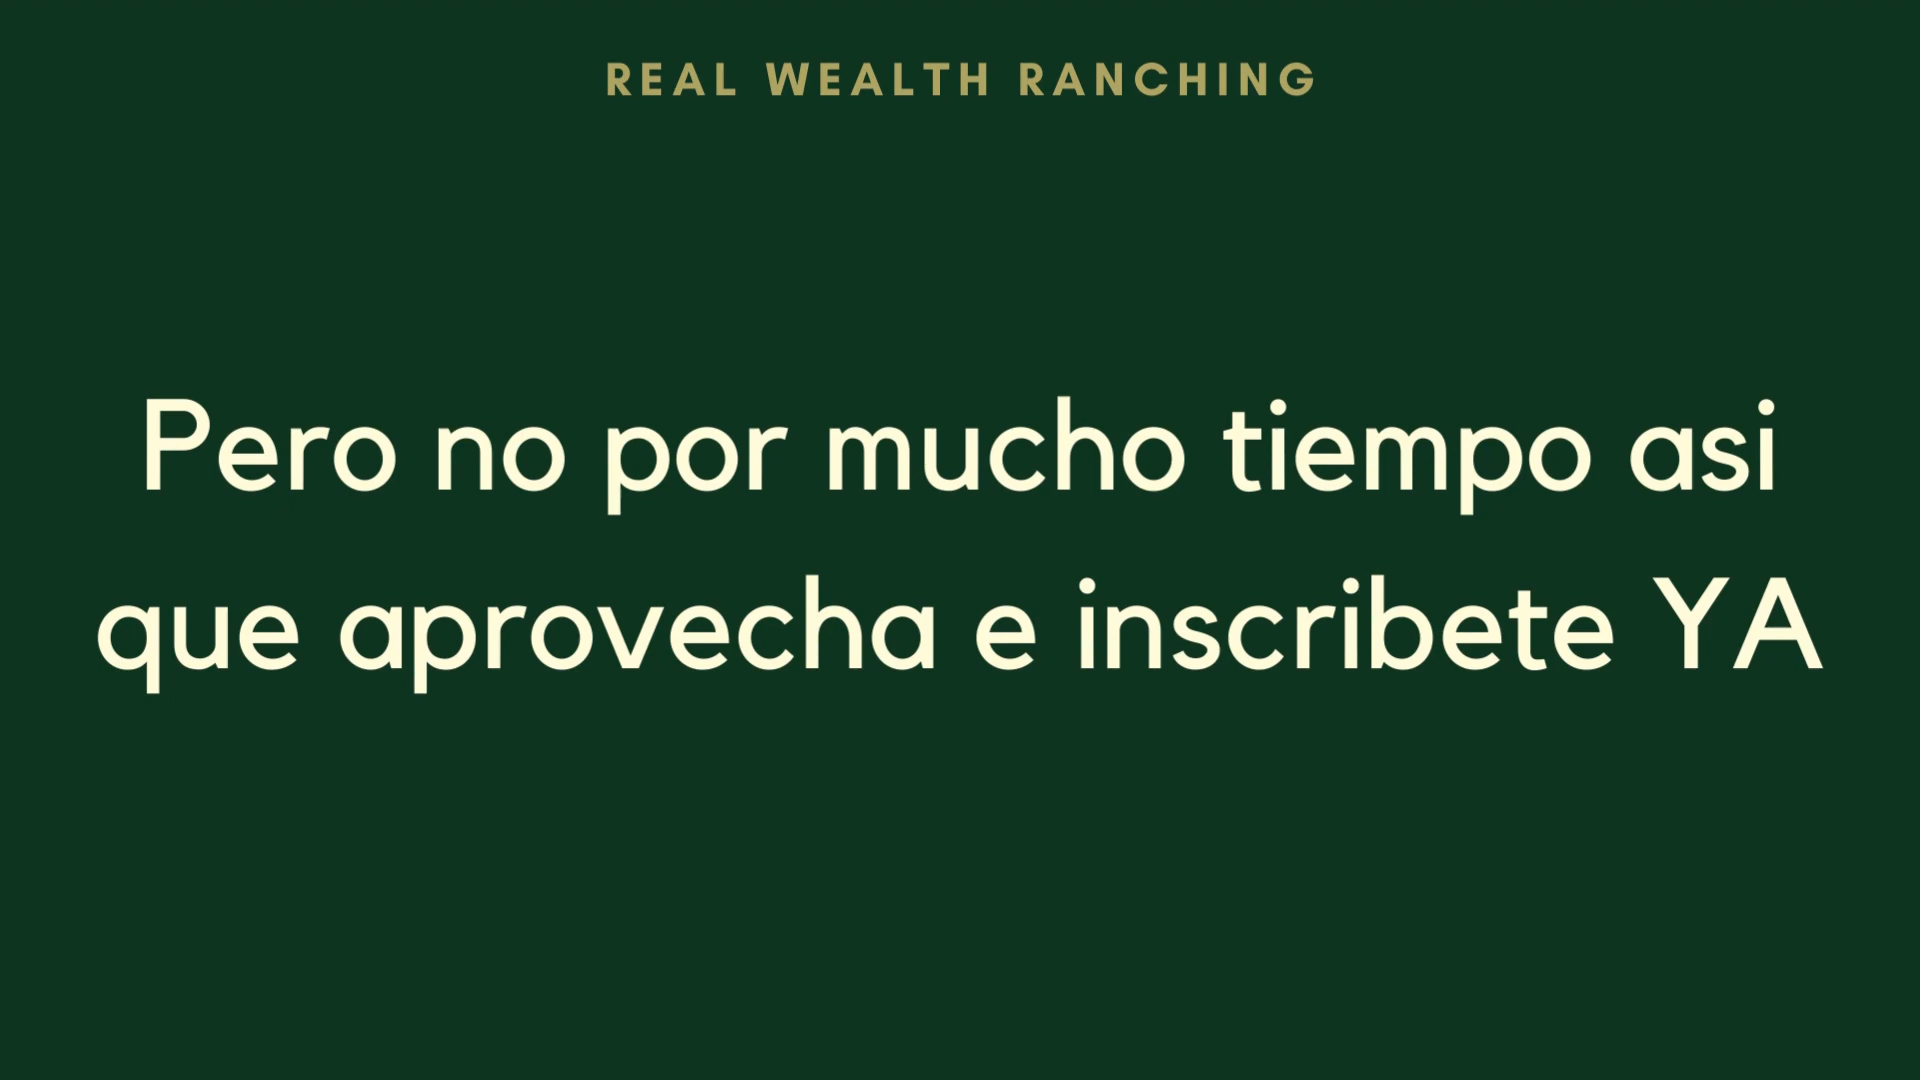 REAL WEALTH RANCHING
Pero no por mucho tiempo asi
que aprovecha e inscribete YA